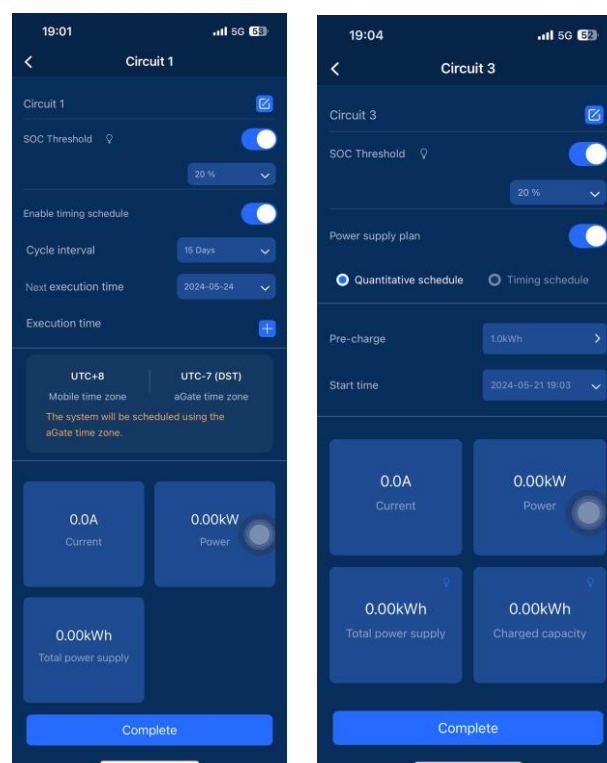 19:01
5G 53
Circuit 1
Circuit 1
SOC Threshold
20 %
Enable timing schedule
Cycle interval
15 Days
Next execution time
2024-05-24
Execution time
UTC+8
UTC-7 (DST)
Mobile time zone
aGate time zone
The system will be scheduled using the
aGate time zone.
0.0A
Current
0.00kW
Power
0.00kWh
Total power supply
Complete
19:04
5G 52
Circuit 3
Circuit 3
SOC Threshold
20 %
Power supply plan
Quantitative schedule
Timing schedule
Pre-charge
1.0kWh
Start time
2024-05-21 19:03
0.0A
Current
0.00kW
Power
0.00kWh
Total power supply
0.00kWh
Charged capacity
Complete